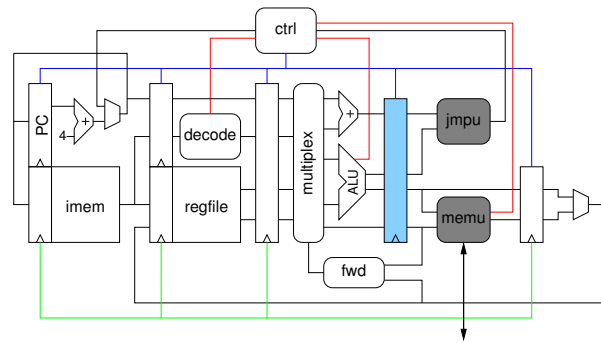 ctrl
PC
4
+
+
decode
multiplex
jmpu
ALU
imem
regfile
memu
fwd